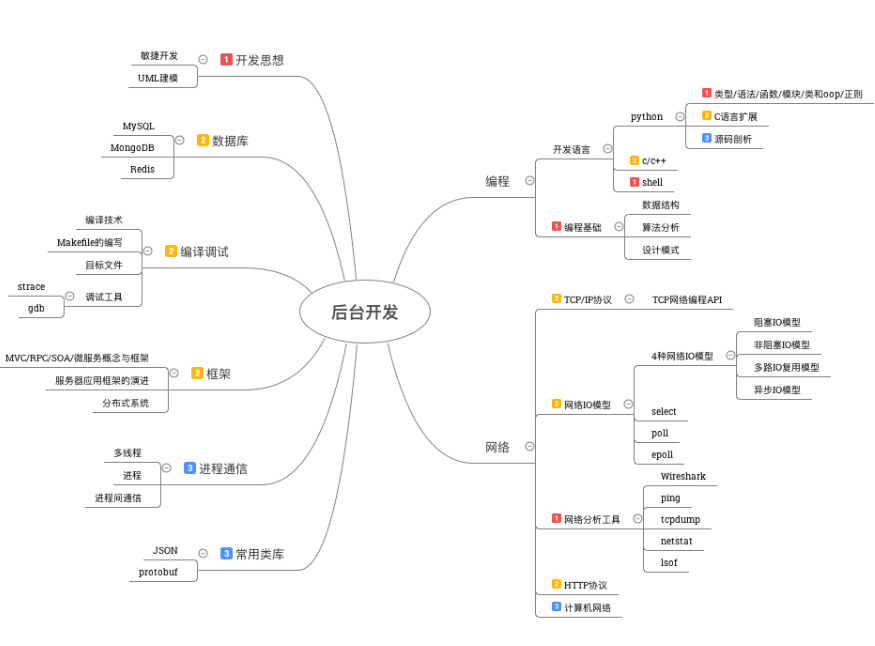 后台开发
1 开发思想
敏捷开发
UML建模
2 数据库
MySQL
MongoDB
Redis
2 编译调试
编译技术
Makefile的编写
目标文件
调试工具
strace
gdb
2 框架
MVC/RPC/SOA/微服务概念与框架
服务器应用框架的演进
分布式系统
3 进程通信
多线程
进程
进程间通信
3 常用类库
JSON
protobuf
编程
开发语言
python
1 类型/语法/函数/模块/类和oop/正则
2 C语言扩展
3 源码剖析
2 c/c++
1 shell
1 编程基础
数据结构
算法分析
设计模式
网络
2 TCP/IP协议
TCP网络编程API
2 网络IO模型
4种网络IO模型
阻塞IO模型
非阻塞IO模型
多路IO复用模型
异步IO模型
select
poll
epoll
1 网络分析工具
Wireshark
ping
tcpdump
netstat
lsof
2 HTTP协议
3 计算机网络